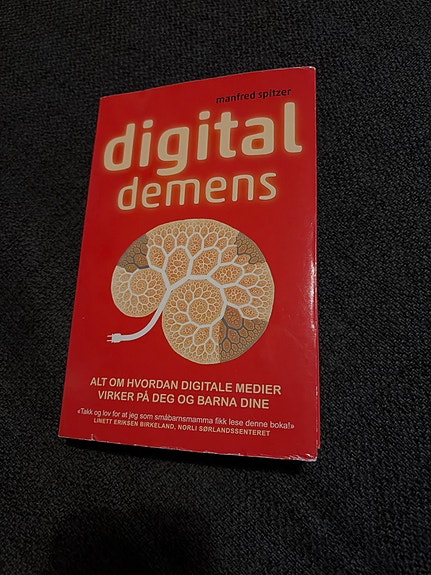 manfred spitzer
digital
demens
ALT OM HVORDAN DIGITALE MEDIER
VIRKER PÅ DEG OG BARNA DINE
«Takk og lov for at jeg som småbarnsmamma fikk lese denne boka!»
LINETT ERIKSEN BIRKELAND, NORLI SØRLANDSSENTERET